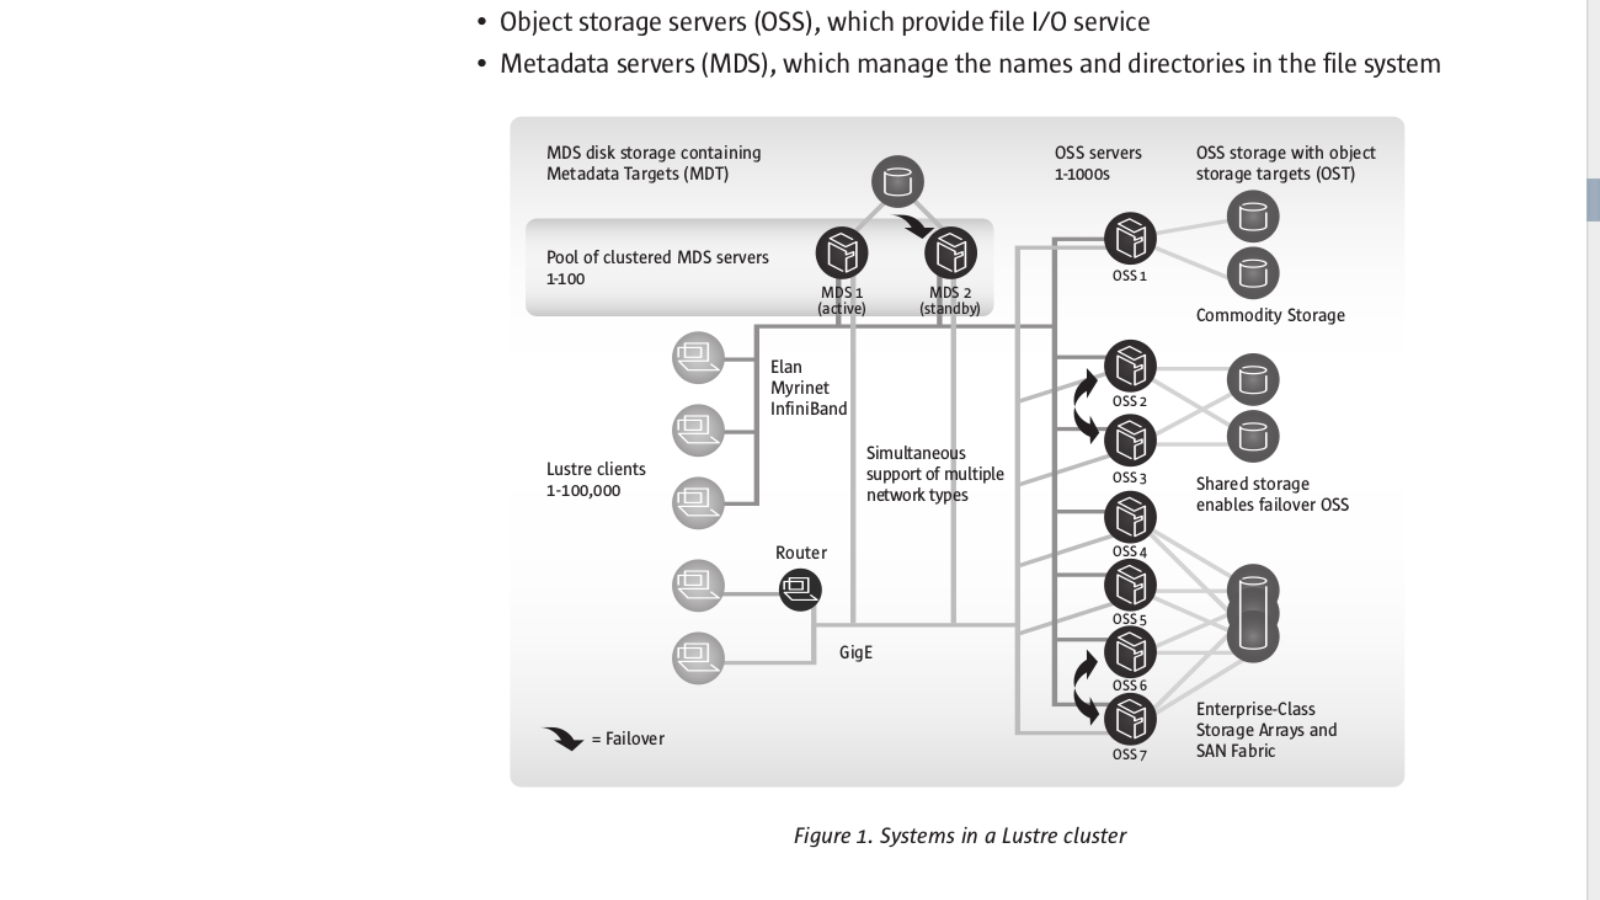 • Object storage servers (OSS), which provide file I/O service
• Metadata servers (MDS), which manage the names and directories in the file system
MDS disk storage containing
Metadata Targets (MDT)
OSS servers
1-1000s
OSS storage with object
storage targets (OST)
Pool of clustered MDS servers
1-100
MDS 1
(active)
MDS 2
(standby)
OSS 1
Commodity Storage
Elan
Myrinet
InfiniBand
OSS 2
Simultaneous
support of multiple
network types
Lustre clients
1-100,000
OSS 3
Shared storage
enables failover OSS
Router
OSS 4
OSS 5
GigE
OSS 6
Enterprise-Class
Storage Arrays and
SAN Fabric
= Failover
OSS 7
Figure 1. Systems in a Lustre cluster